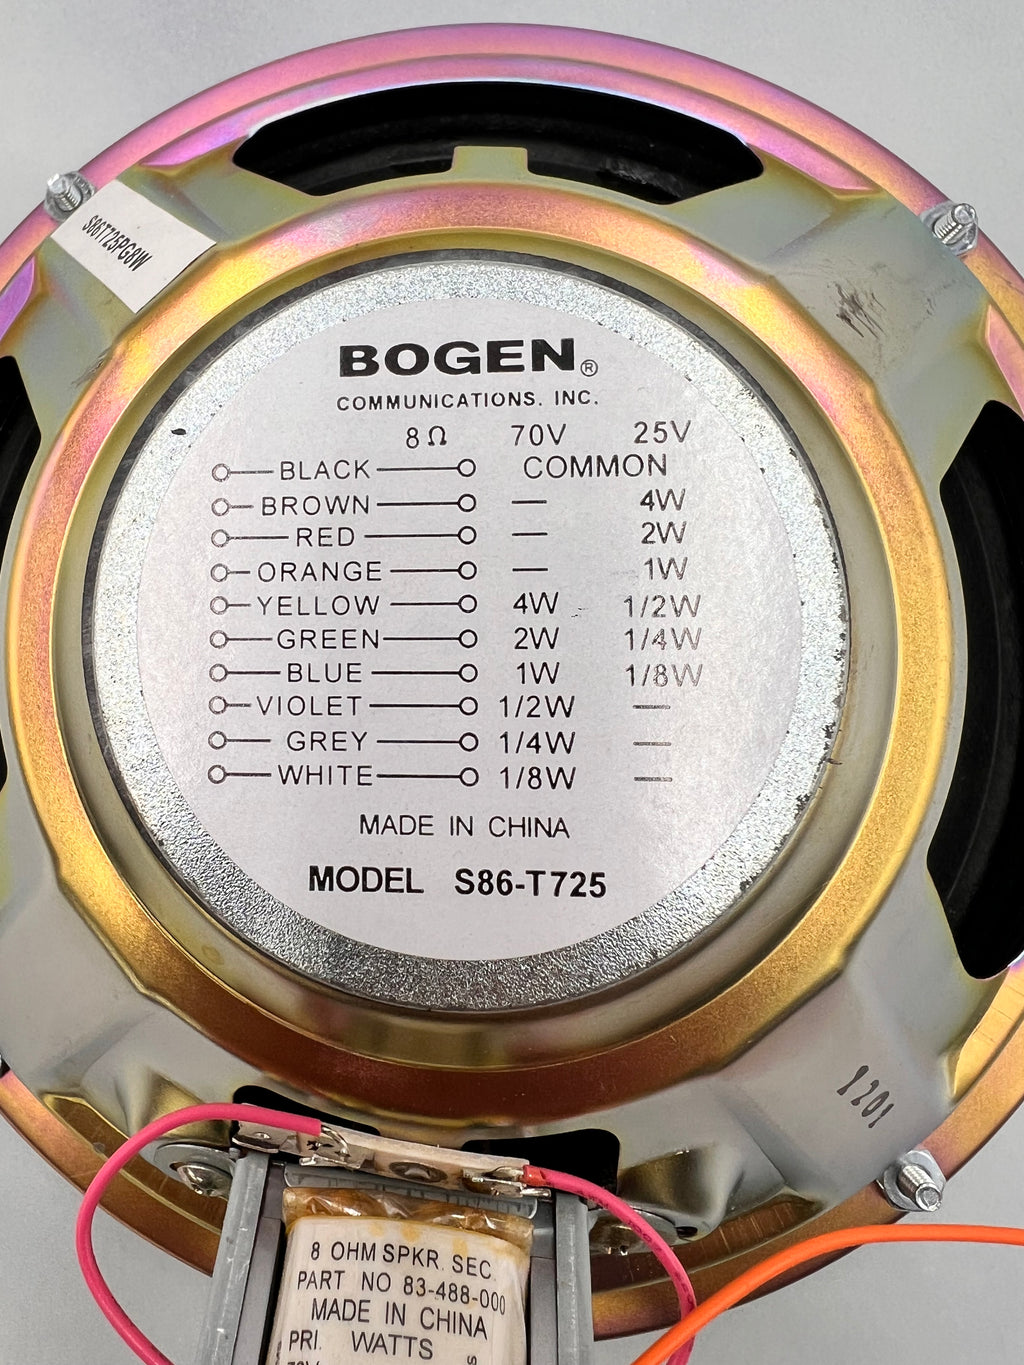 S86T725PG8W
BOGEN®
COMMUNICATIONS. INC.
8Ω 70V 25V
BLACK COMMON
BROWN — 4W
RED — 2W
ORANGE — 1W
YELLOW 4W 1/2W
GREEN 2W 1/4W
BLUE 1W 1/8W
VIOLET 1/2W —
GREY 1/4W —
WHITE 1/8W —
MADE IN CHINA
MODEL S86-T725
1201
8 OHM SPKR. SEC.
PART NO 83-488-000
MADE IN CHINA
PRI. WATTS